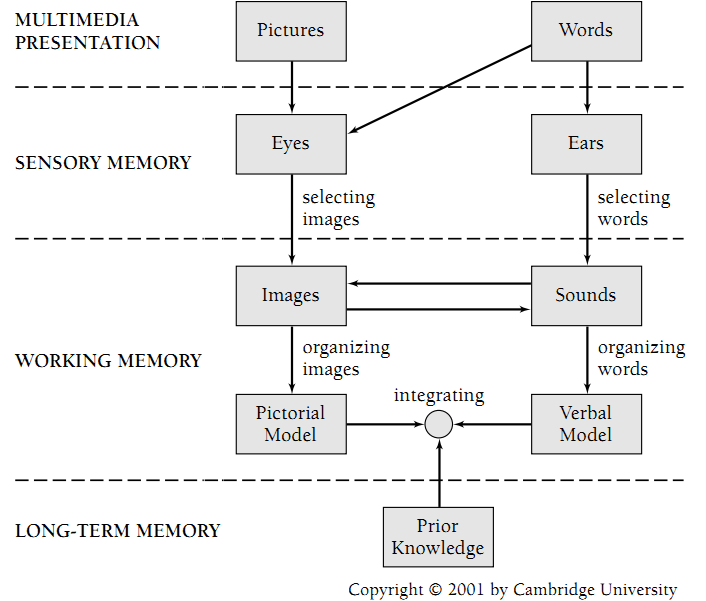 MULTIMEDIA
PRESENTATION
Pictures
Words
SENSORY MEMORY
Eyes
Ears
selecting
images
selecting
words
WORKING MEMORY
Images
Sounds
organizing
images
organizing
words
integrating
Pictorial
Model
Verbal
Model
LONG-TERM MEMORY
Prior
Knowledge
Copyright © 2001 by Cambridge University